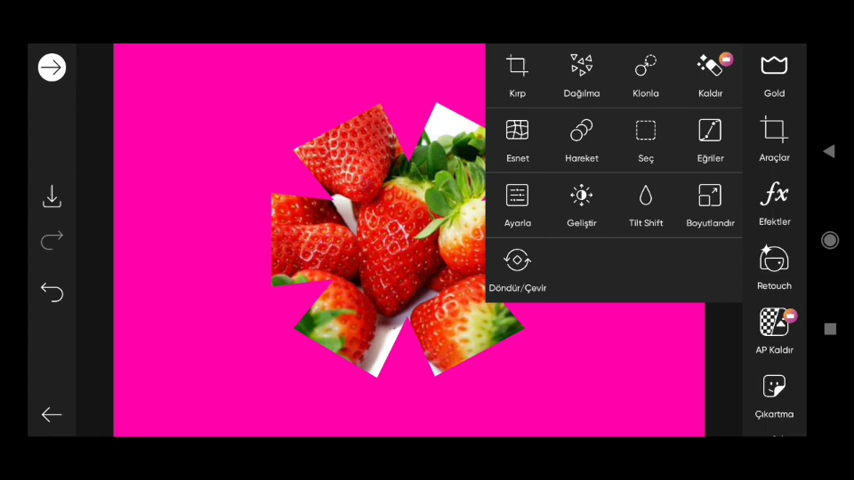 Kırp Dağılma Klonla Kaldır Gold
Esnet Hareket Seç Eğriler Araçlar
Ayarla Geliştir Tilt Shift Boyutlandır Efektler
fx
Döndür/Çevir Retouch
AP Kaldır
Çıkartma